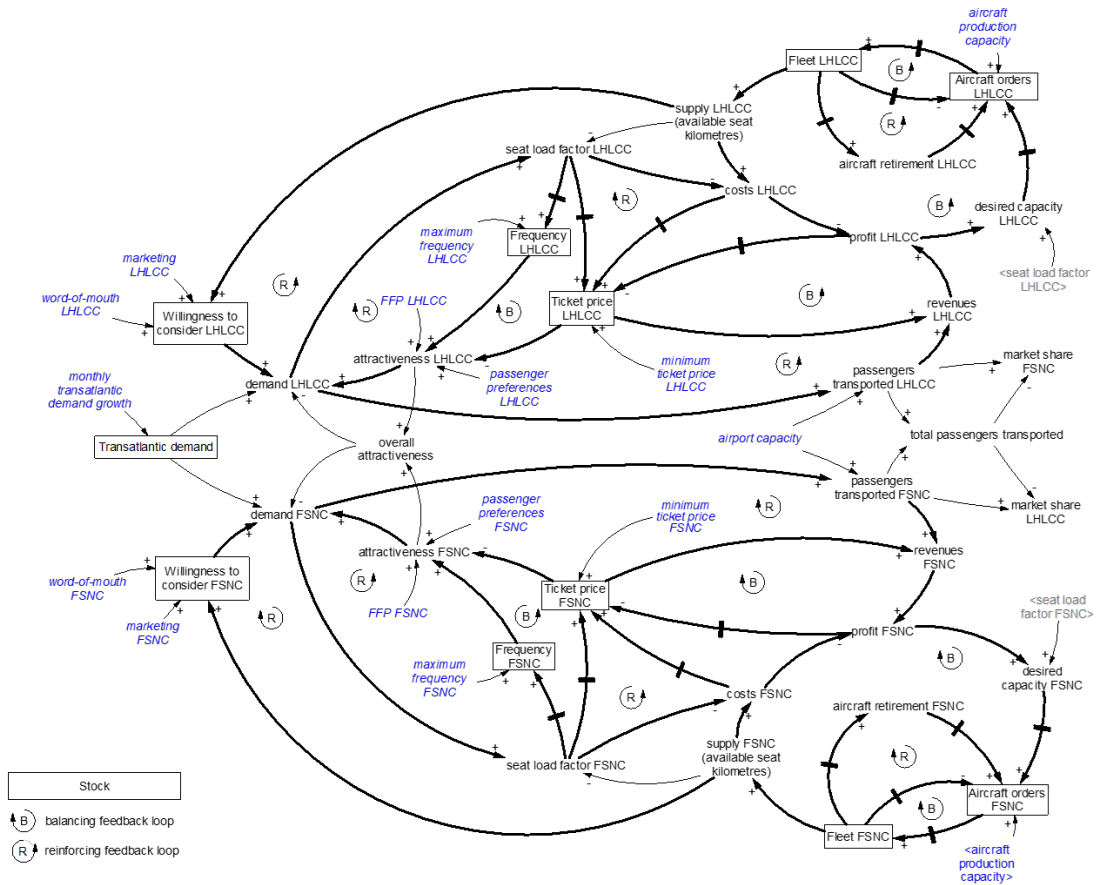 aircraft
production
capacity
Fleet LHLCC
B
Aircraft orders
LHLCC
supply LHLCC
(available seat
kilometres)
R
seat load factor LHLCC
aircraft retirement LHLCC
costs LHLCC
R
maximum
frequency
LHLCC
Frequency
LHLCC
B
desired capacity
LHLCC
profit LHLCC
marketing
LHLCC
<seat load factor
LHLCC>
word-of-mouth
LHLCC
Willingness to
consider LHLCC
R
FFP LHLCC
R
B
Ticket price
LHLCC
B
revenues
LHLCC
attractiveness LHLCC
minimum
ticket price
LHLCC
R
market share
FSNC
monthly
transatlantic
demand growth
demand LHLCC
passenger
preferences
LHLCC
passengers
transported LHLCC
Transatlantic demand
overall
attractiveness
airport capacity
total passengers transported
passengers
transported FSNC
market share
LHLCC
demand FSNC
passenger
preferences
FSNC
minimum
ticket price
FSNC
R
attractiveness FSNC
revenues
FSNC
word-of-mouth
FSNC
Willingness to
consider FSNC
R
FFP FSNC
Ticket price
FSNC
B
<seat load
factor FSNC>
marketing
FSNC
R
B
profit FSNC
maximum
frequency
FSNC
Frequency
FSNC
B
desired
capacity FSNC
R
costs FSNC
aircraft retirement FSNC
seat load factor FSNC
supply FSNC
(available seat
kilometres)
R
Stock
Aircraft orders
FSNC
B
B
balancing feedback loop
Fleet FSNC
R
reinforcing feedback loop
<aircraft
production
capacity>